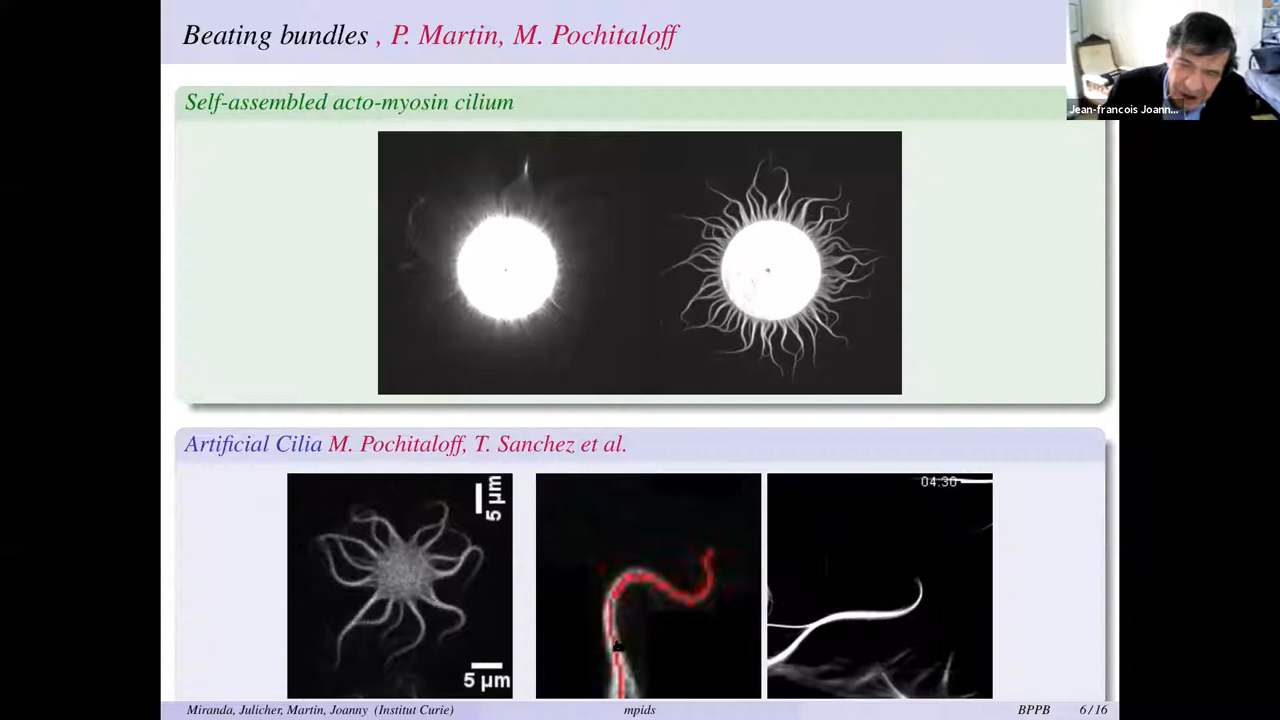 Beating bundles , P. Martin, M. Pochitaloff
Jean-francois Joann...
Self-assembled acto-myosin cilium
Artificial Cilia M. Pochitaloff, T. Sanchez et al.
5 µm
5 µm
04:30
Miranda, Julicher, Martin, Joanny (Institut Curie)
mpids
BPPB
6 / 16